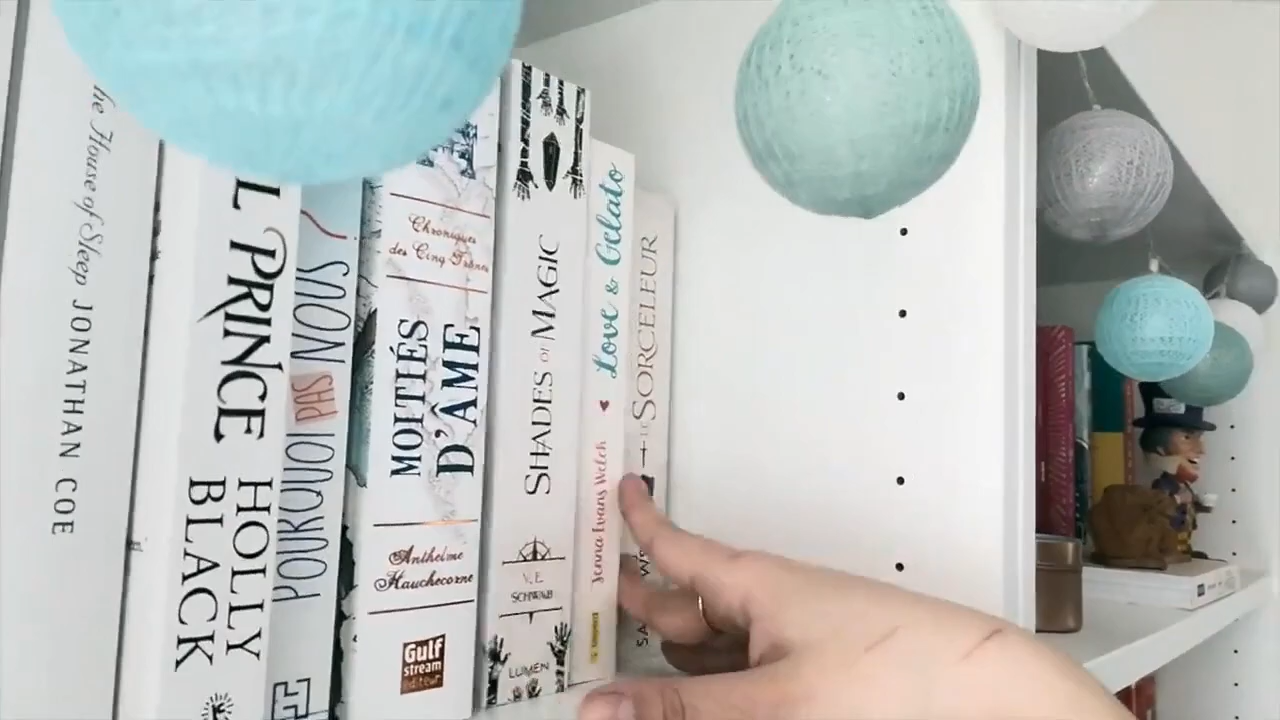 he House of Sleep JONATHAN COE
L PRINCE
HOLLY
BLACK
POURQUOI PAS NOUS
Chroniques
des Cinq Trônes
MOITIÉS
D'ÂME
Anthelme
Hauchecorne
Gulf
stream
éditeur
SHADES OF MAGIC
V. E.
SCHWAB
LUMEN
Love & Gelato
Jenna Evans Welch
SORCELEUR